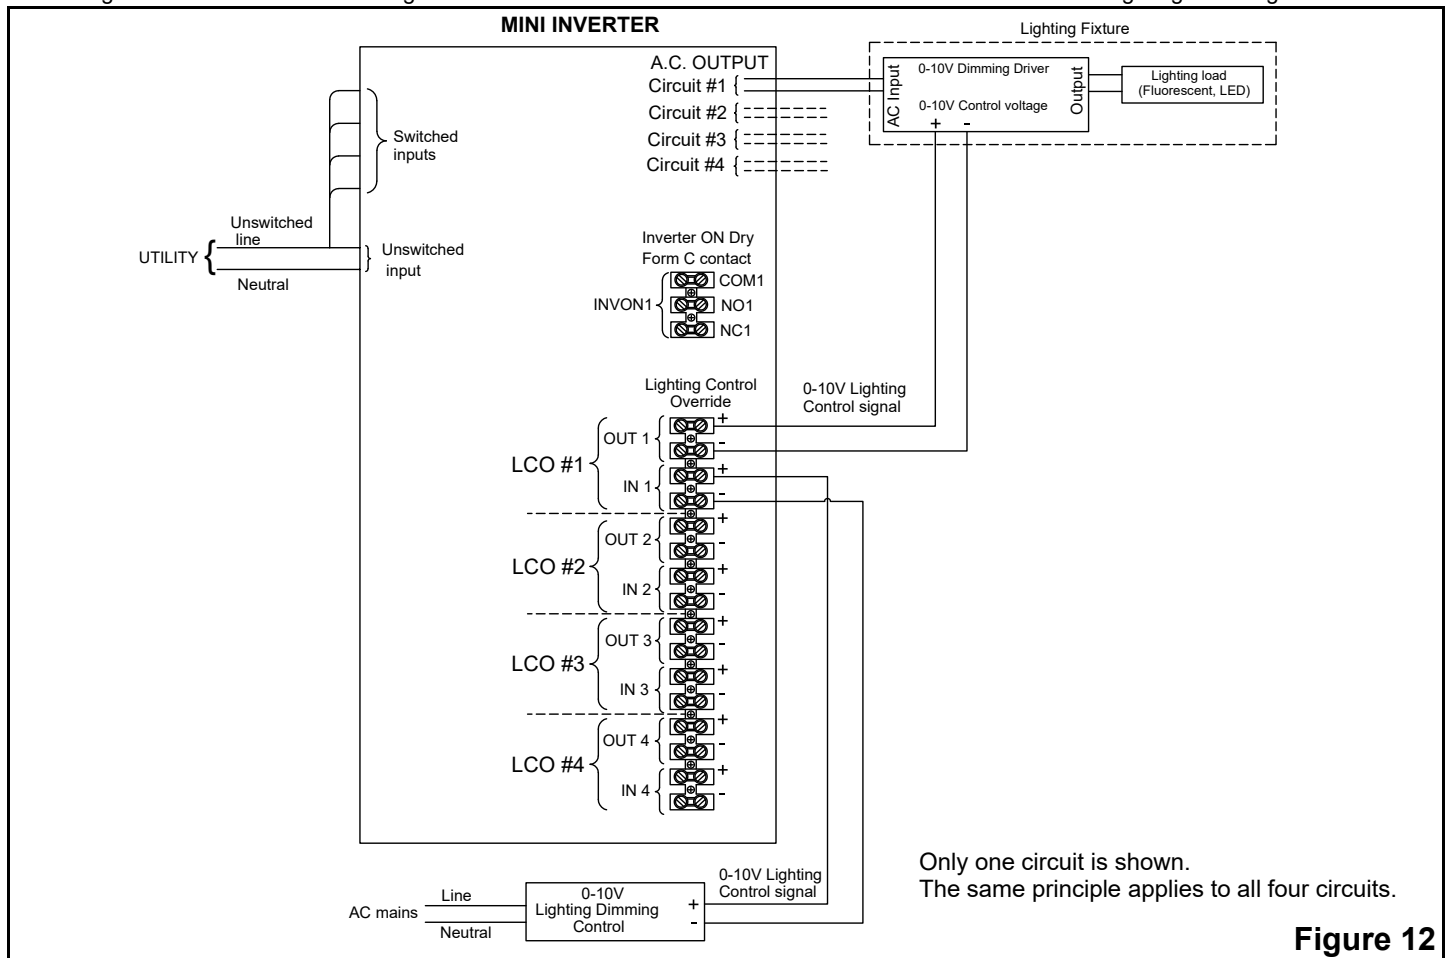 MINI INVERTER
Lighting Fixture
A.C. OUTPUT
Circuit #1 {
Circuit #2 {
Circuit #3 {
Circuit #4 {
AC Input
0-10V Dimming Driver
0-10V Control voltage
+ -
Output
Lighting load
(Fluorescent, LED)
Switched
inputs
Unswitched
line
UTILITY {
Neutral
Unswitched
input
Inverter ON Dry
Form C contact
INVON1
COM1
NO1
NC1
Lighting Control
Override
0-10V Lighting
Control signal
LCO #1
OUT 1
+
-
IN 1
+
-
LCO #2
OUT 2
+
-
IN 2
+
-
LCO #3
OUT 3
+
-
IN 3
+
-
LCO #4
OUT 4
+
-
IN 4
+
-
0-10V Lighting
Control signal
AC mains
Line
Neutral
0-10V
Lighting Dimming
Control
+
-
Only one circuit is shown.
The same principle applies to all four circuits.
Figure 12